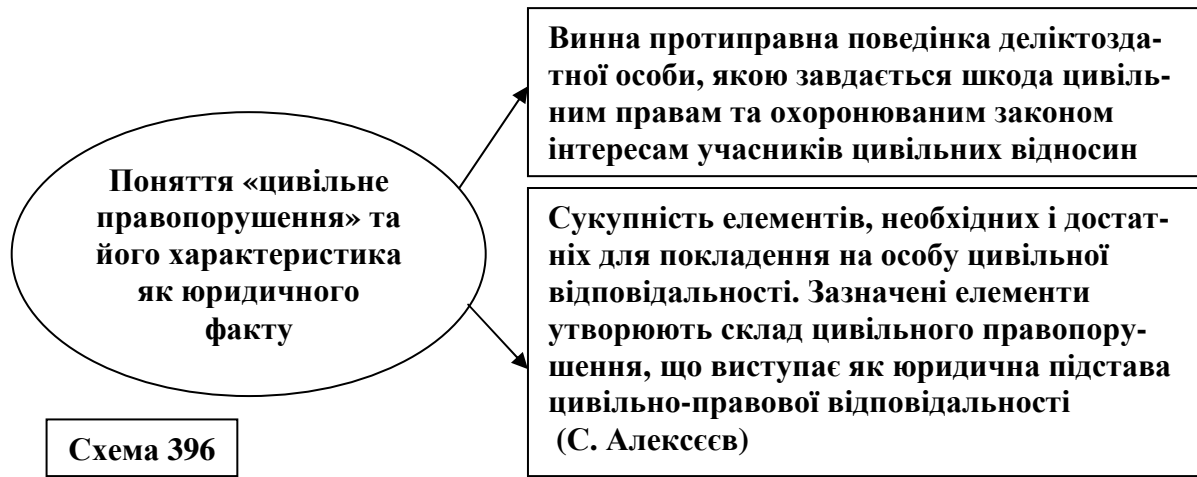 Поняття «цивільне
правопорушення» та
його характеристика
як юридичного
факту
Винна протиправна поведінка деліктозда-
тної особи, якою завдається шкода цивіль-
ним правам та охоронюваним законом
інтересам учасників цивільних відносин
Сукупність елементів, необхідних і достат-
ніх для покладення на особу цивільної
відповідальності. Зазначені елементи
утворюють склад цивільного правопору-
шення, що виступає як юридична підстава
цивільно-правової відповідальності
(С. Алексєєв)
Схема 396